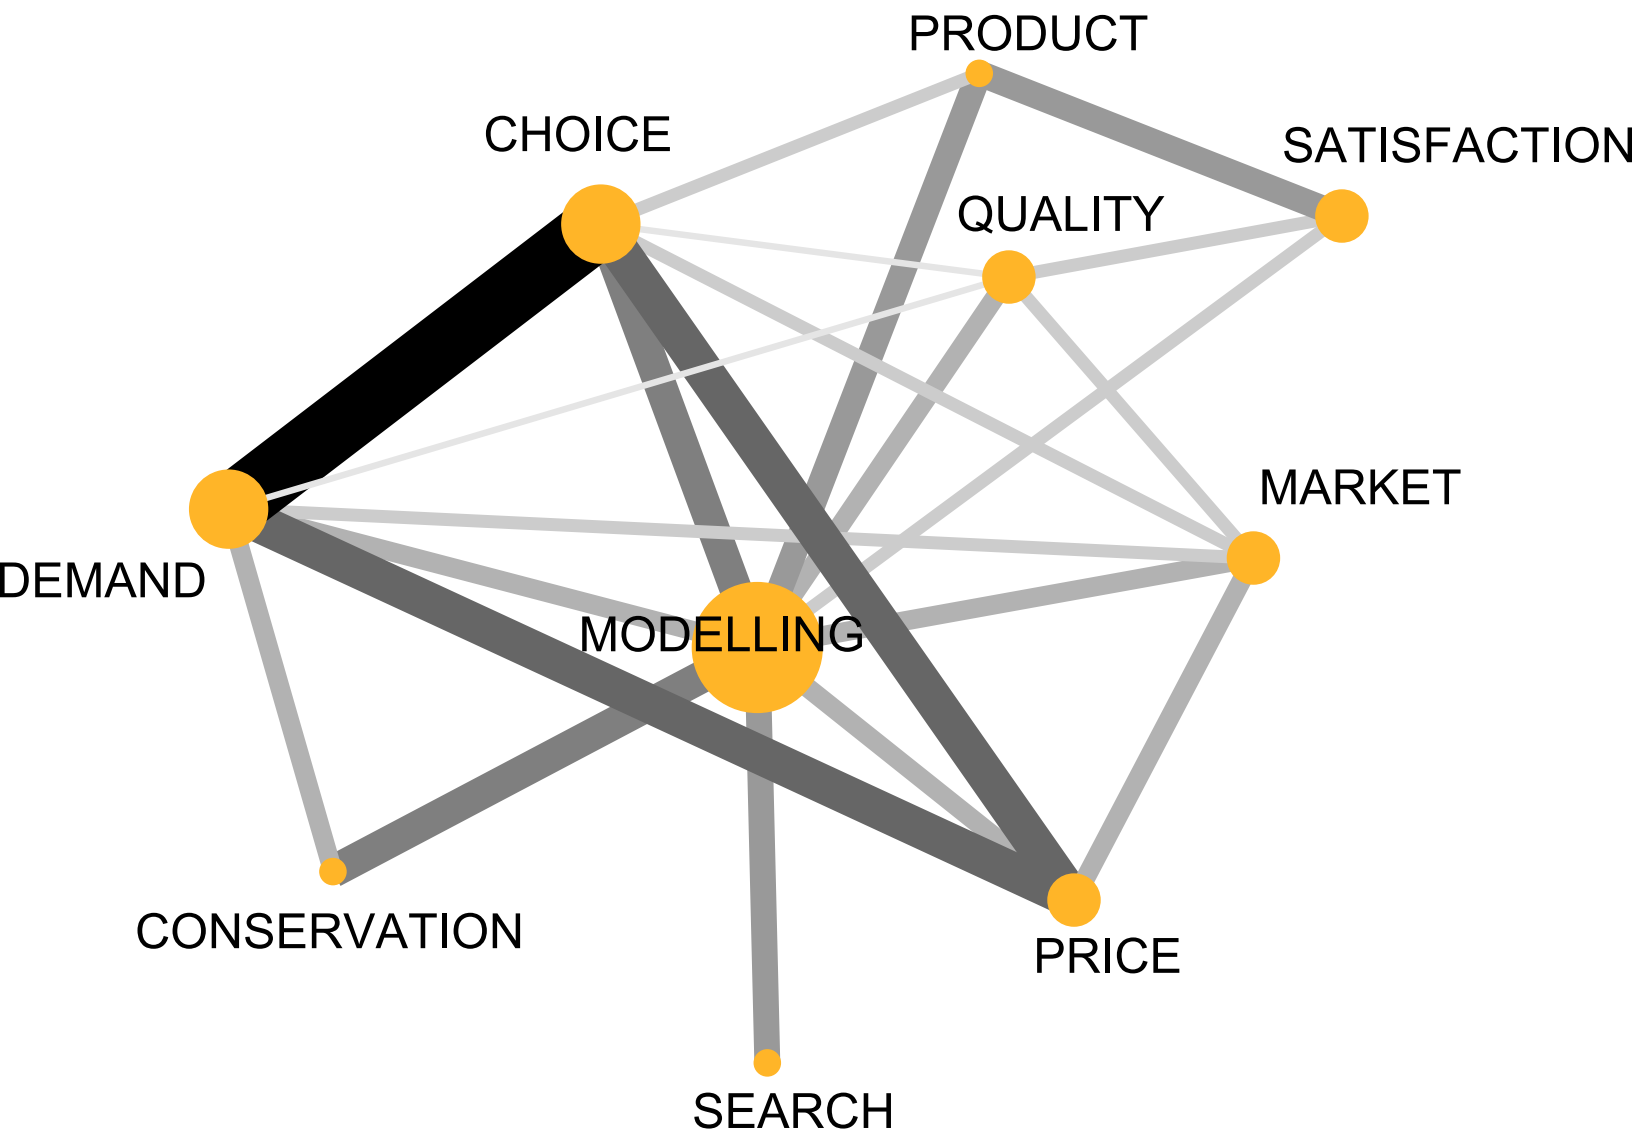 PRODUCT
CHOICE
SATISFACTION
QUALITY
MARKET
DEMAND
MODELLING
CONSERVATION
PRICE
SEARCH